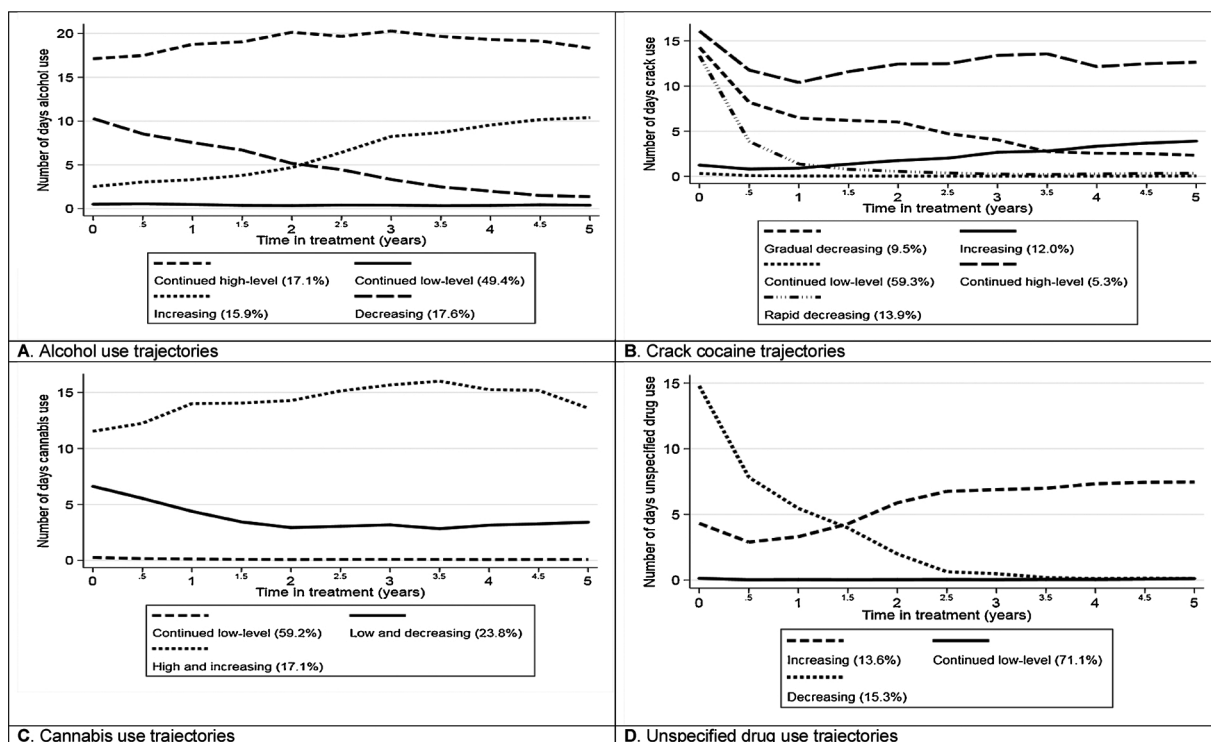 Number of days alcohol use
20
15
10
5
0
0 .5 1 1.5 2 2.5 3 3.5 4 4.5 5
Time in treatment (years)
Continued high-level (17.1%) Continued low-level (49.4%)
Increasing (15.9%) Decreasing (17.6%)
A. Alcohol use trajectories
Number of days crack use
15
10
5
0
0 .5 1 1.5 2 2.5 3 3.5 4 4.5 5
Time in treatment (years)
Gradual decreasing (9.5%) Increasing (12.0%)
Continued low-level (59.3%) Continued high-level (5.3%)
Rapid decreasing (13.9%)
B. Crack cocaine trajectories
Number of days cannabis use
15
10
5
0
0 .5 1 1.5 2 2.5 3 3.5 4 4.5 5
Time in treatment (years)
Continued low-level (59.2%) Low and decreasing (23.8%)
High and increasing (17.1%)
C. Cannabis use trajectories
Number of days unspecified drug use
15
10
5
0
0 .5 1 1.5 2 2.5 3 3.5 4 4.5 5
Time in treatment (years)
Increasing (13.6%) Continued low-level (71.1%)
Decreasing (15.3%)
D. Unspecified drug use trajectories